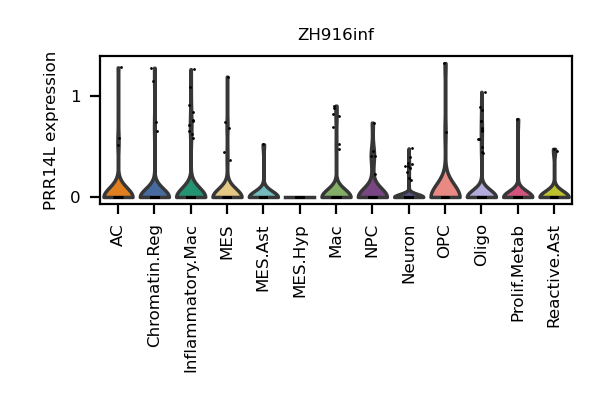 ZH916inf
PRR14L expression
1
0
AC
Chromatin.Reg
Inflammatory.Mac
MES
MES.Ast
MES.Hyp
Mac
NPC
Neuron
OPC
Oligo
Prolif.Metab
Reactive.Ast